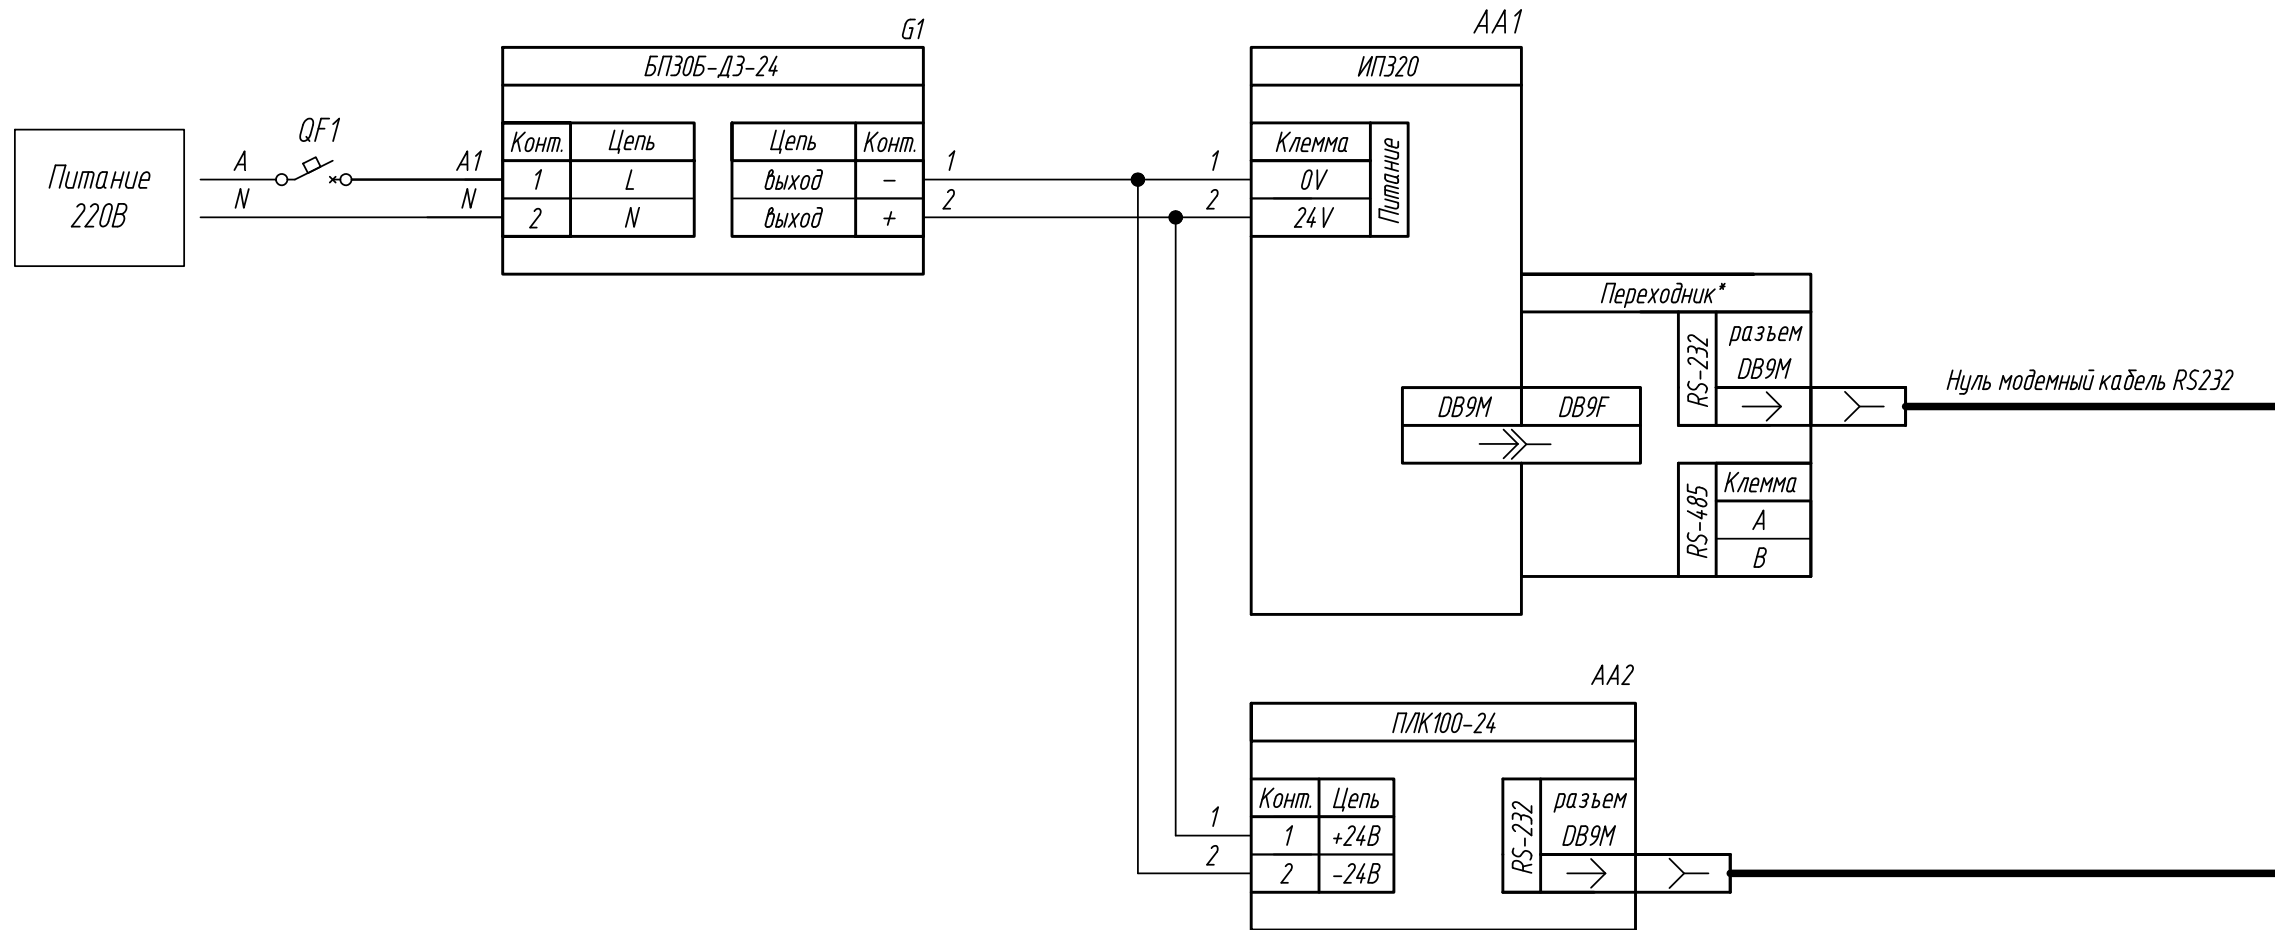 G1
AA1
БП30Б-Д3-24
ИП320
Питание
220В
A
QF1
A1
N
N
Конт.
Цепь
Цепь
Конт.
1
L
выход
-
2
N
выход
+
1
2
1
2
Клемма
Питание
0V
24V
Переходник*
RS-232
разъем
DB9M
DB9M
DB9F
Нуль модемный кабель RS232
RS-485
Клемма
A
B
AA2
ПЛК100-24
1
2
Конт.
Цепь
1
+24В
2
-24В
RS-232
разъем
DB9M